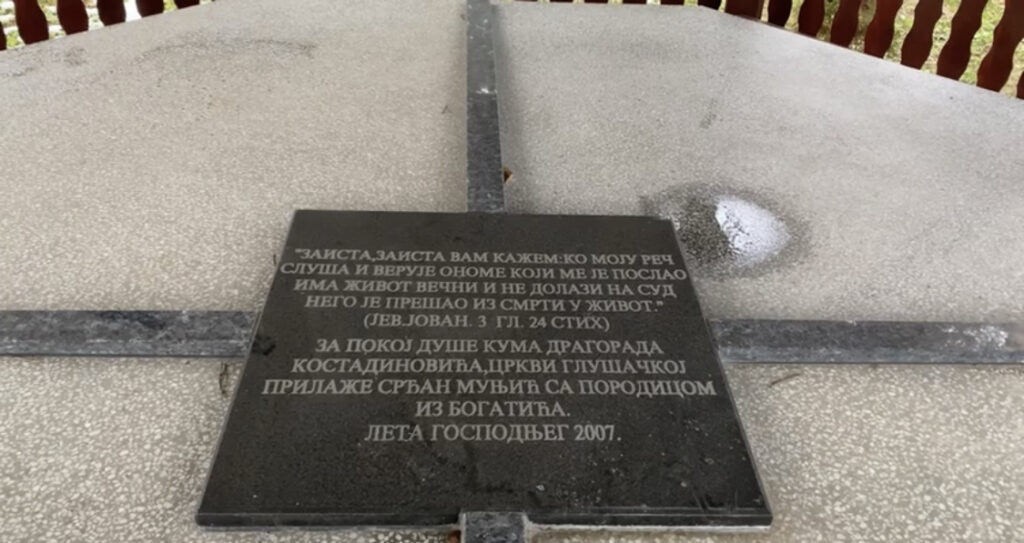 "ЗАИСТА,ЗАИСТА ВАМ КАЖЕМ:КО МОЈУ РЕЧ
СЛУША И ВЕРУЈЕ ОНОМЕ КОЈИ МЕ ЈЕ ПОСЛАО
ИМА ЖИВОТ ВЕЧНИ И НЕ ДОЛАЗИ НА СУД
НЕГО ЈЕ ПРЕШАО ИЗ СМРТИ У ЖИВОТ."
(ЈЕВ.ЈОВАН. 3 ГЛ. 24 СТИХ)
ЗА ПОКОЈ ДУШЕ КУМА ДРАГОРАДА
КОСТАДИНОВИЋА,ЦРКВИ ГЛУШАЧКОЈ
ПРИЛАЖЕ СРЂАН МУЊИЋ СА ПОРОДИЦОМ
ИЗ БОГАТИЋА.
ЛЕТА ГОСПОДЊЕГ 2007.